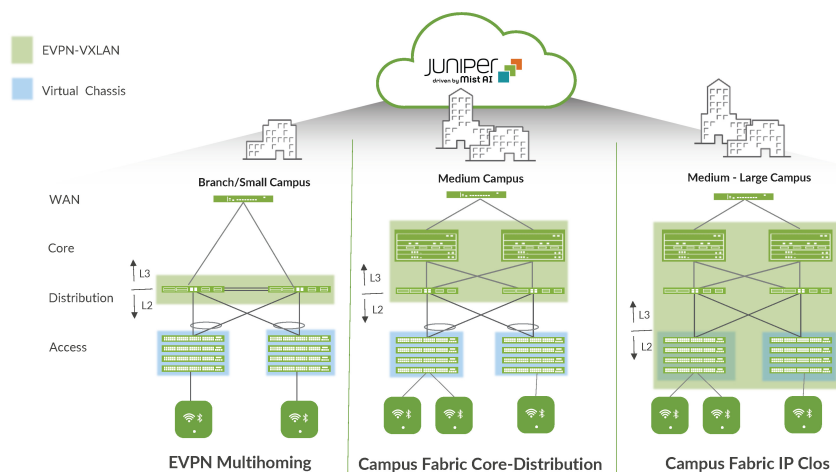 EVPN-VXLAN
Virtual Chassis
JUNIPER
driven by Mist AI
Branch/Small Campus
Medium Campus
Medium - Large Campus
WAN
Core
Distribution
Access
L3
L2
L3
L2
L3
L2
EVPN Multihoming
Campus Fabric Core-Distribution
Campus Fabric IP Clos